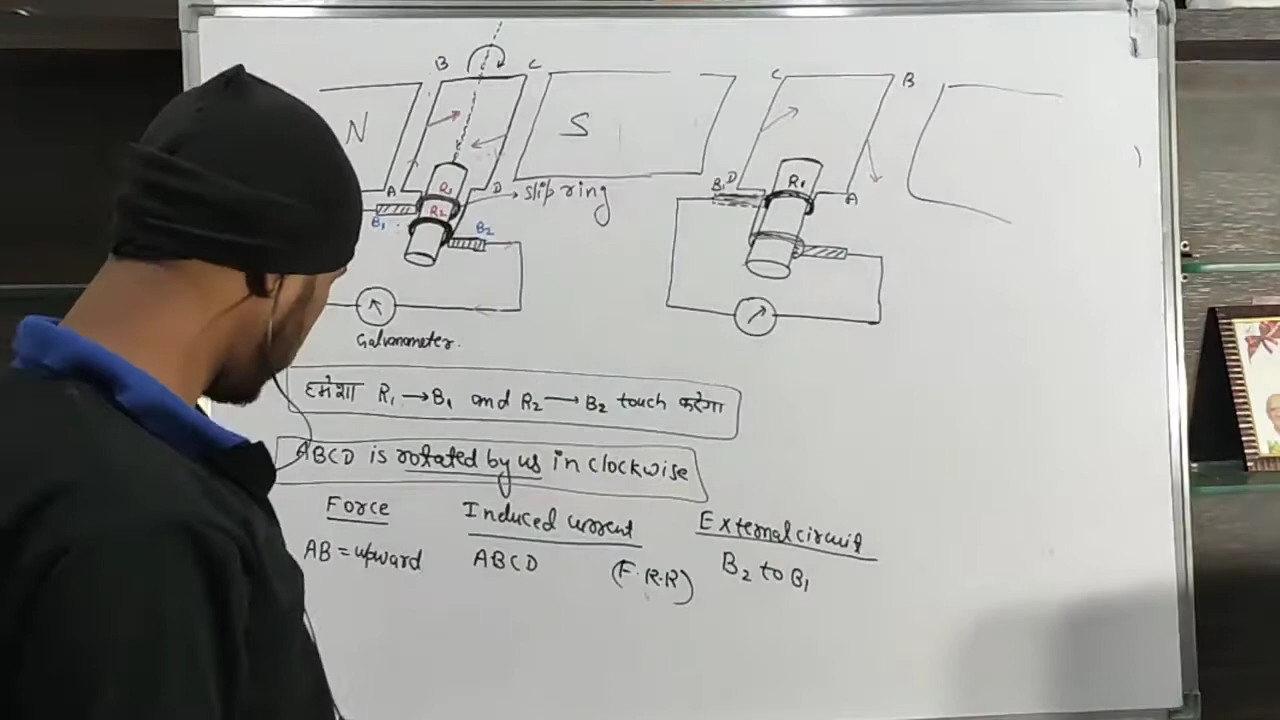 B C
N S
A R₁ D → slip ring
B₁ R₂ B₂
Galvanometer.
C B
B₁ D R₁ A
हमेशा R₁ → B₁ and R₂ → B₂ touch करेगा
ABCD is rotated by us in clockwise
Force Induced current External circuit
AB = upward ABCD (F.R.R) B₂ to B₁